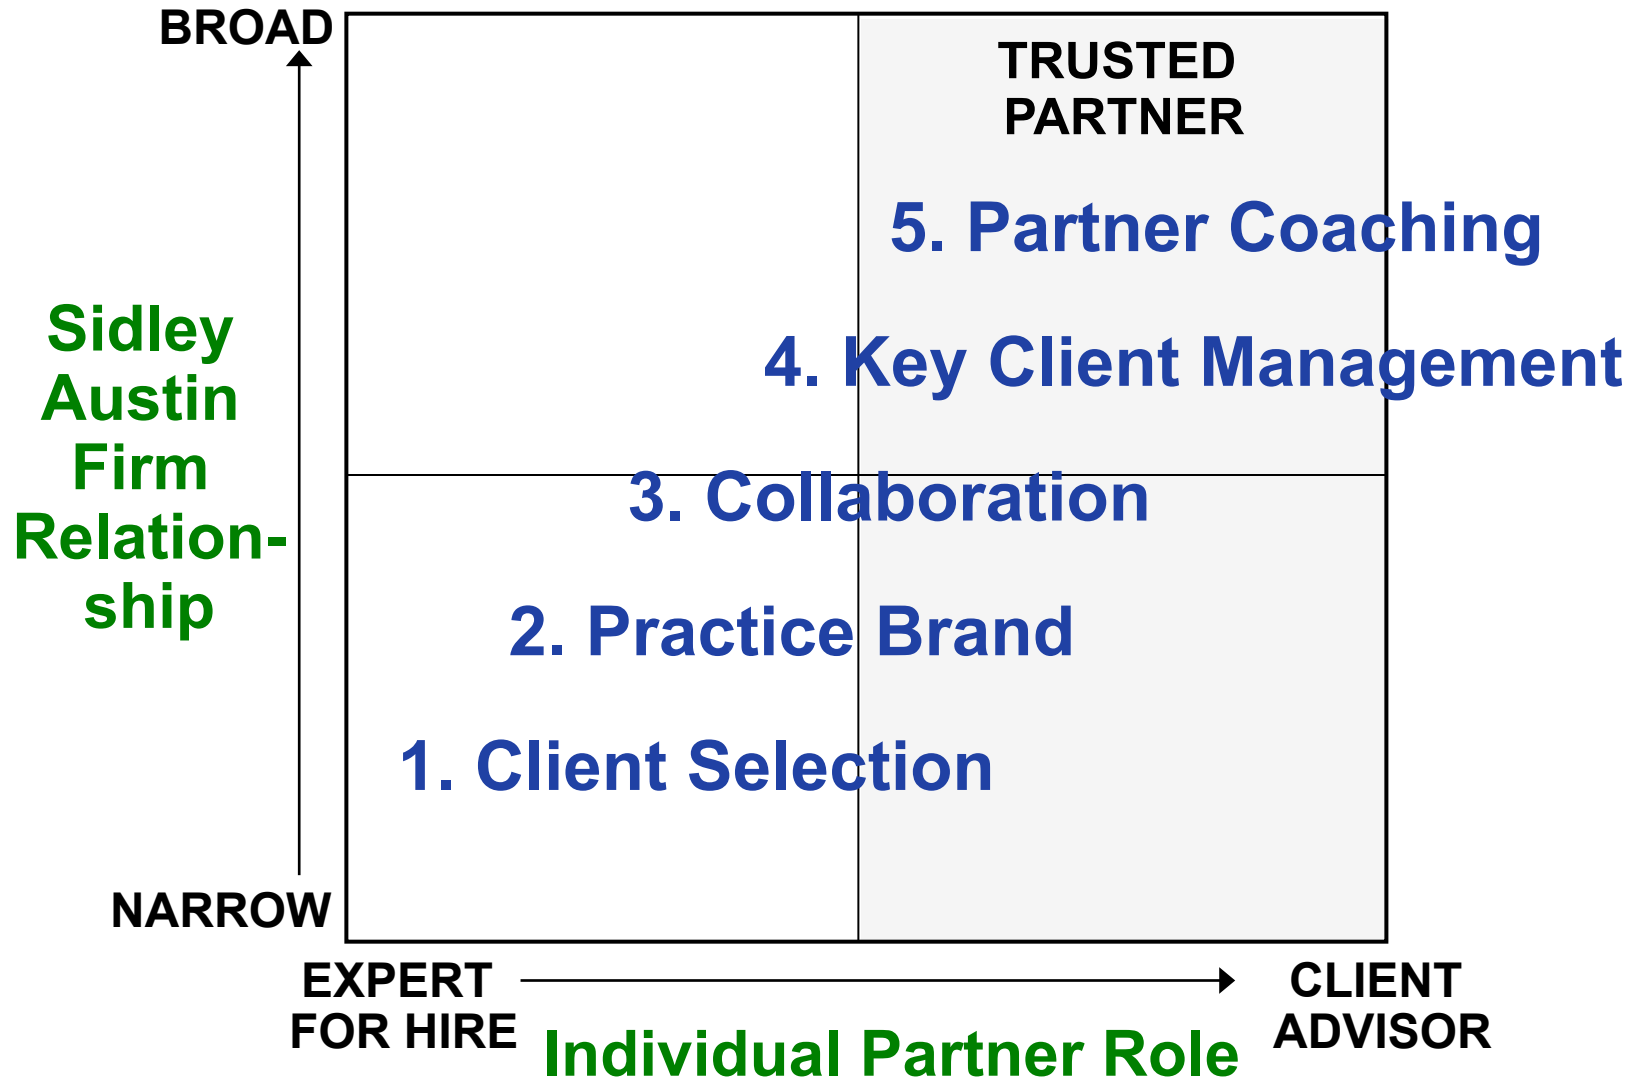 BROAD
TRUSTED
PARTNER
5. Partner Coaching
4. Key Client Management
3. Collaboration
2. Practice Brand
1. Client Selection
Sidley
Austin
Firm
Relation-
ship
NARROW
EXPERT
FOR HIRE
Individual Partner Role
CLIENT
ADVISOR